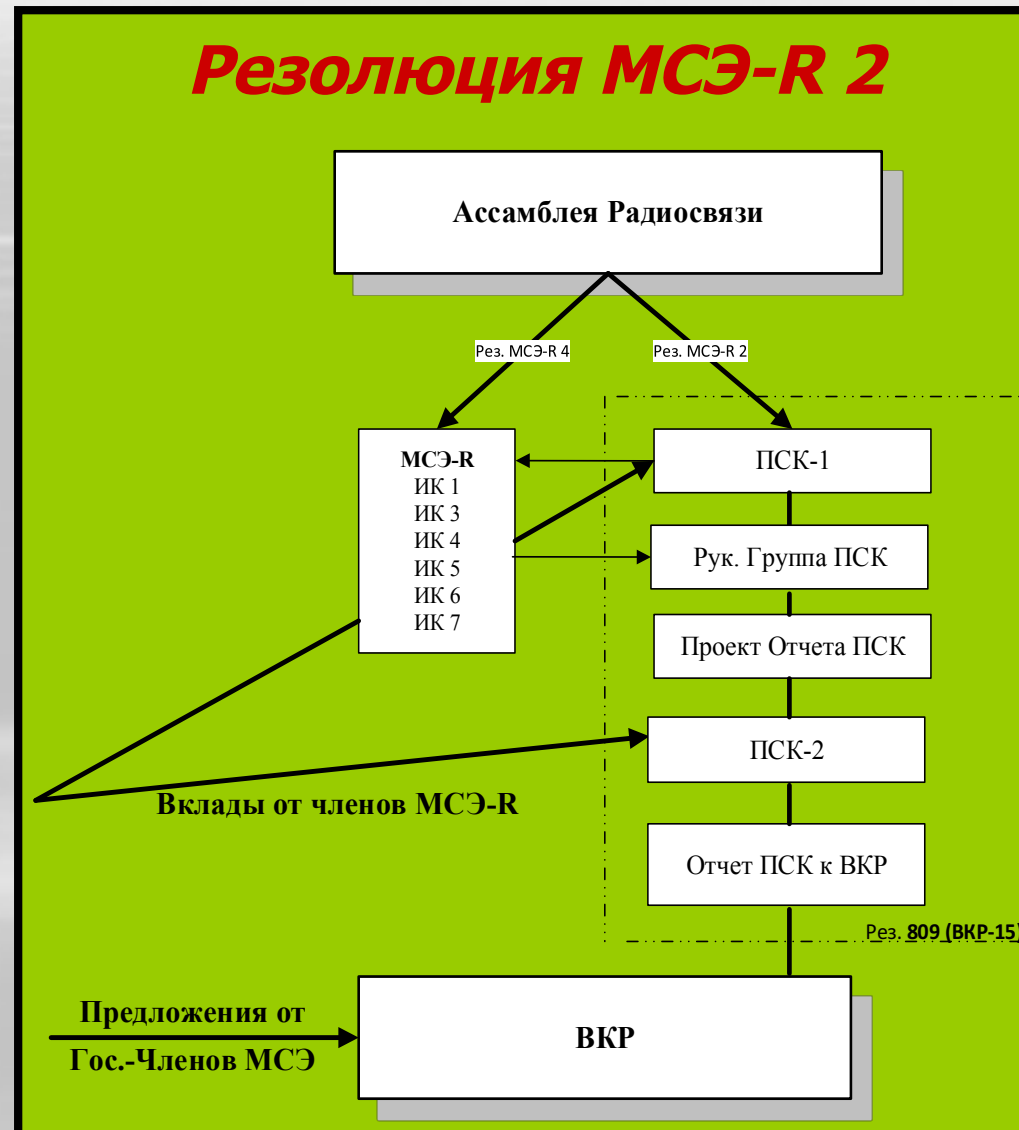 Резолюция МСЭ-R 2
Ассамблея Радиосвязи
Рез. МСЭ-R 4
Рез. МСЭ-R 2
МСЭ-R
ИК 1
ИК 3
ИК 4
ИК 5
ИК 6
ИК 7
ПСК-1
Рук. Группа ПСК
Проект Отчета ПСК
ПСК-2
Вклады от членов МСЭ-R
Отчет ПСК к ВКР
Рез. 809 (ВКР-15)
Предложения от
Гос.-Членов МСЭ
ВКР